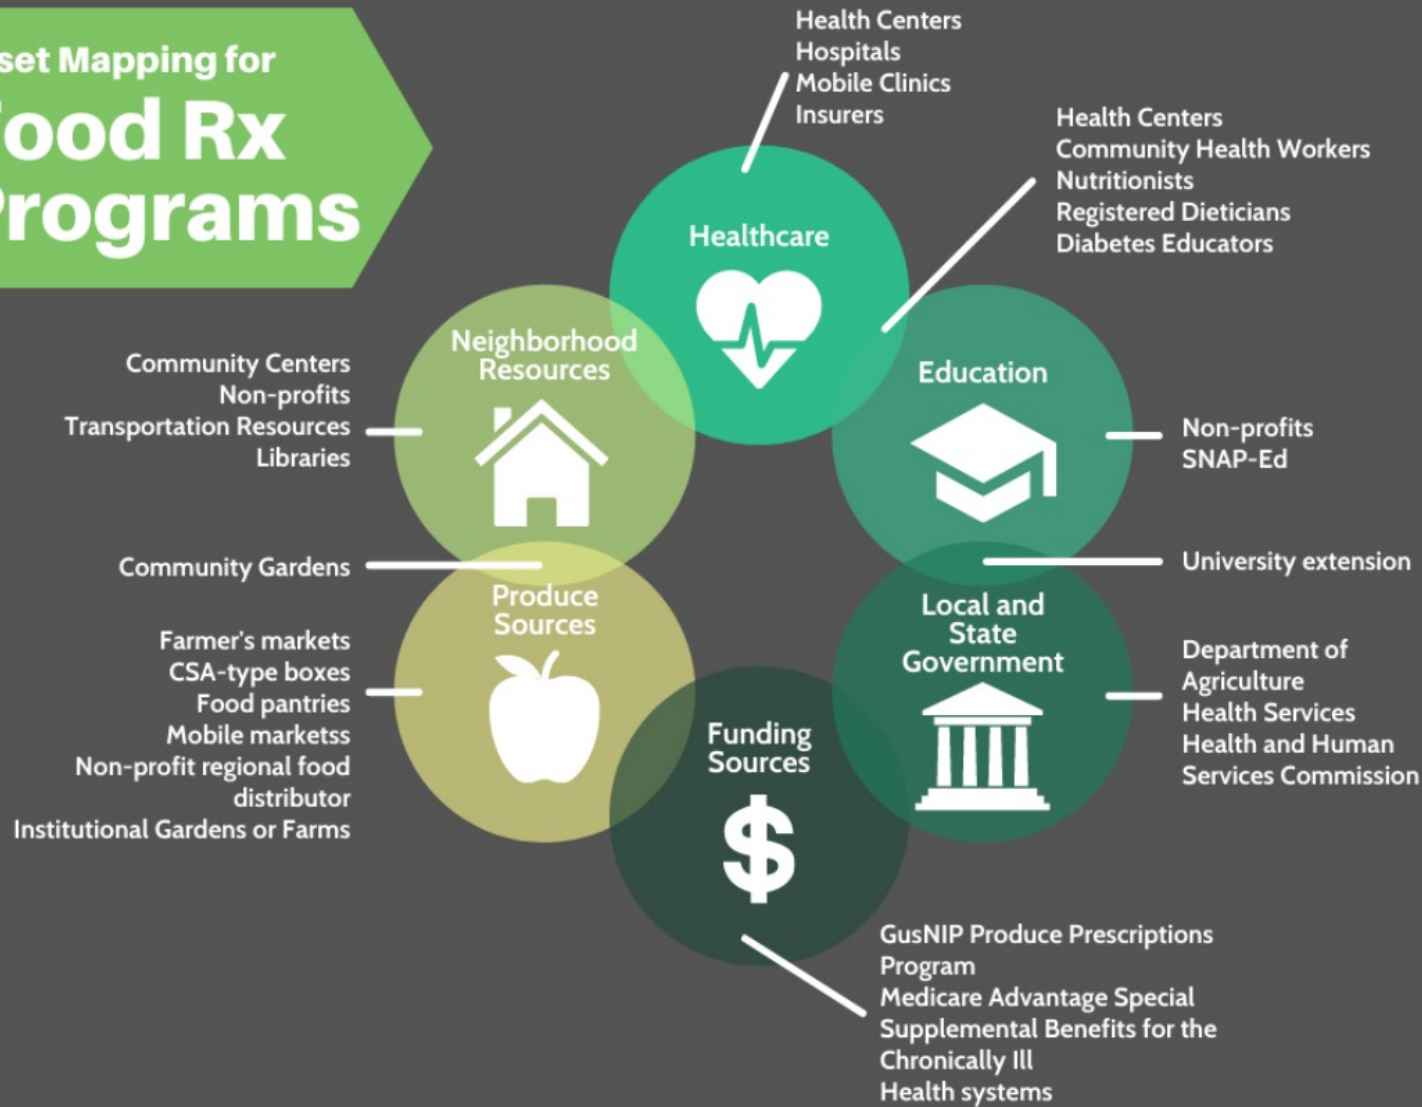 sset Mapping for
Food Rx
Programs
Health Centers
Hospitals
Mobile Clinics
Insurers
Health Centers
Community Health Workers
Nutritionists
Registered Dieticians
Diabetes Educators
Healthcare
Neighborhood
Resources
Education
Community Centers
Non-profits
Transportation Resources
Libraries
Non-profits
SNAP-Ed
Community Gardens
University extension
Produce
Sources
Local and
State
Government
Farmer's markets
CSA-type boxes
Food pantries
Mobile marketss
Non-profit regional food
distributor
Institutional Gardens or Farms
Department of
Agriculture
Health Services
Health and Human
Services Commission
Funding
Sources
$
GusNIP Produce Prescriptions
Program
Medicare Advantage Special
Supplemental Benefits for the
Chronically Ill
Health systems